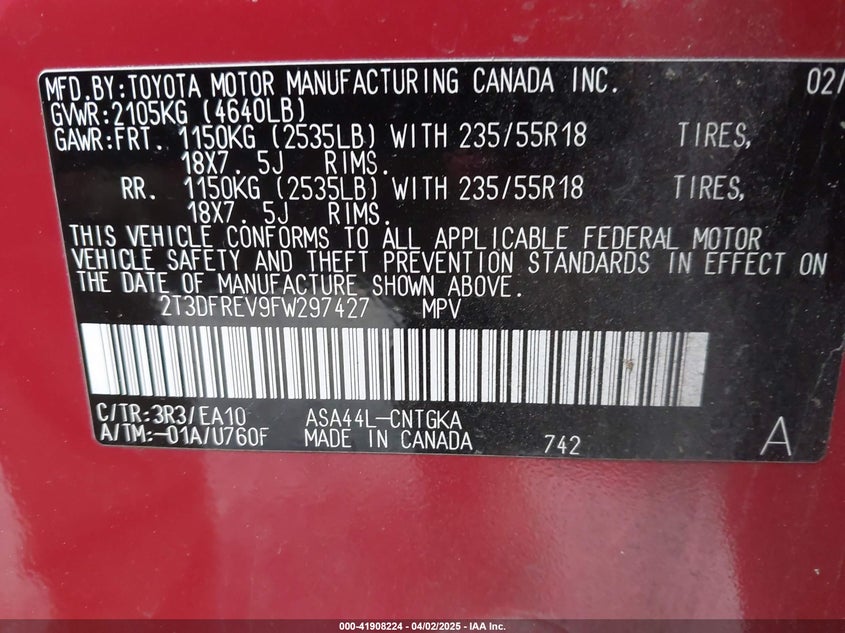 MFD.BY:TOYOTA MOTOR MANUFACTURING CANADA INC. 02/
GVWR:2105KG (4640LB)
GAWR:FRT. 1150KG (2535LB) WITH 235/55R18 TIRES,
18X7. 5J RIMS.
RR. 1150KG (2535LB) WITH 235/55R18 TIRES,
18X7. 5J RIMS.
THIS VEHICLE CONFORMS TO ALL APPLICABLE FEDERAL MOTOR
VEHICLE SAFETY AND THEFT PREVENTION STANDARDS IN EFFECT ON
THE DATE OF MANUFACTURE SHOWN ABOVE.
2T3DFREV9FW297427 MPV
C/TR:3R3/EA10 ASA44L-CNTGKA
A/TM:-01A/U760F MADE IN CANADA 742 A
000-41908224 - 04/02/2025 - IAA Inc.